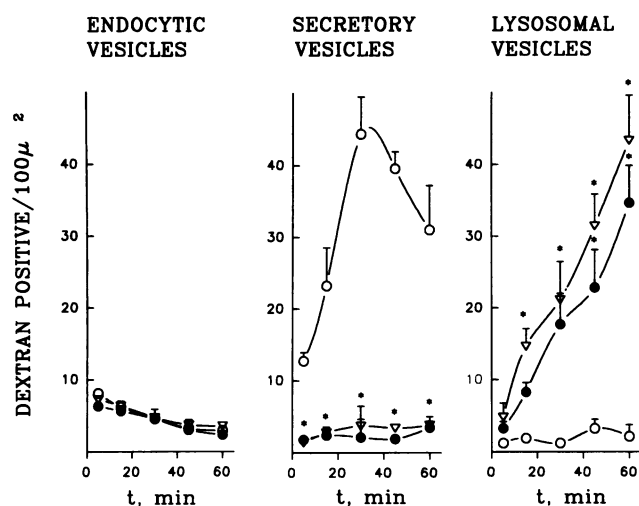 ENDOCYTIC
VESICLES
SECRETORY
VESICLES
LYSOSOMAL
VESICLES
DEXTRAN POSITIVE/100μ ²
40
30
20
10
0 20 40 60
t, min
40
30
20
10
0 20 40 60
t, min
40
30
20
10
0 20 40 60
t, min